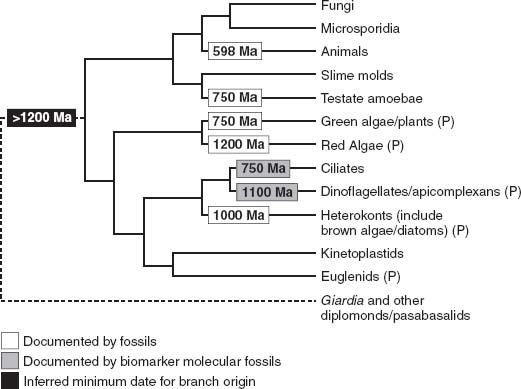 Fungi
Microsporidia
598 Ma
Animals
Slime molds
750 Ma
Testate amoebae
>1200 Ma
750 Ma
Green algae/plants (P)
1200 Ma
Red Algae (P)
750 Ma
Ciliates
1100 Ma
Dinoflagellates/apicomplexans (P)
1000 Ma
Heterokonts (include
brown algae/diatoms) (P)
Kinetoplastids
Euglenids (P)
Giardia and other
diplomonds/pasabasalids
Documented by fossils
Documented by biomarker molecular fossils
Inferred minimum date for branch origin